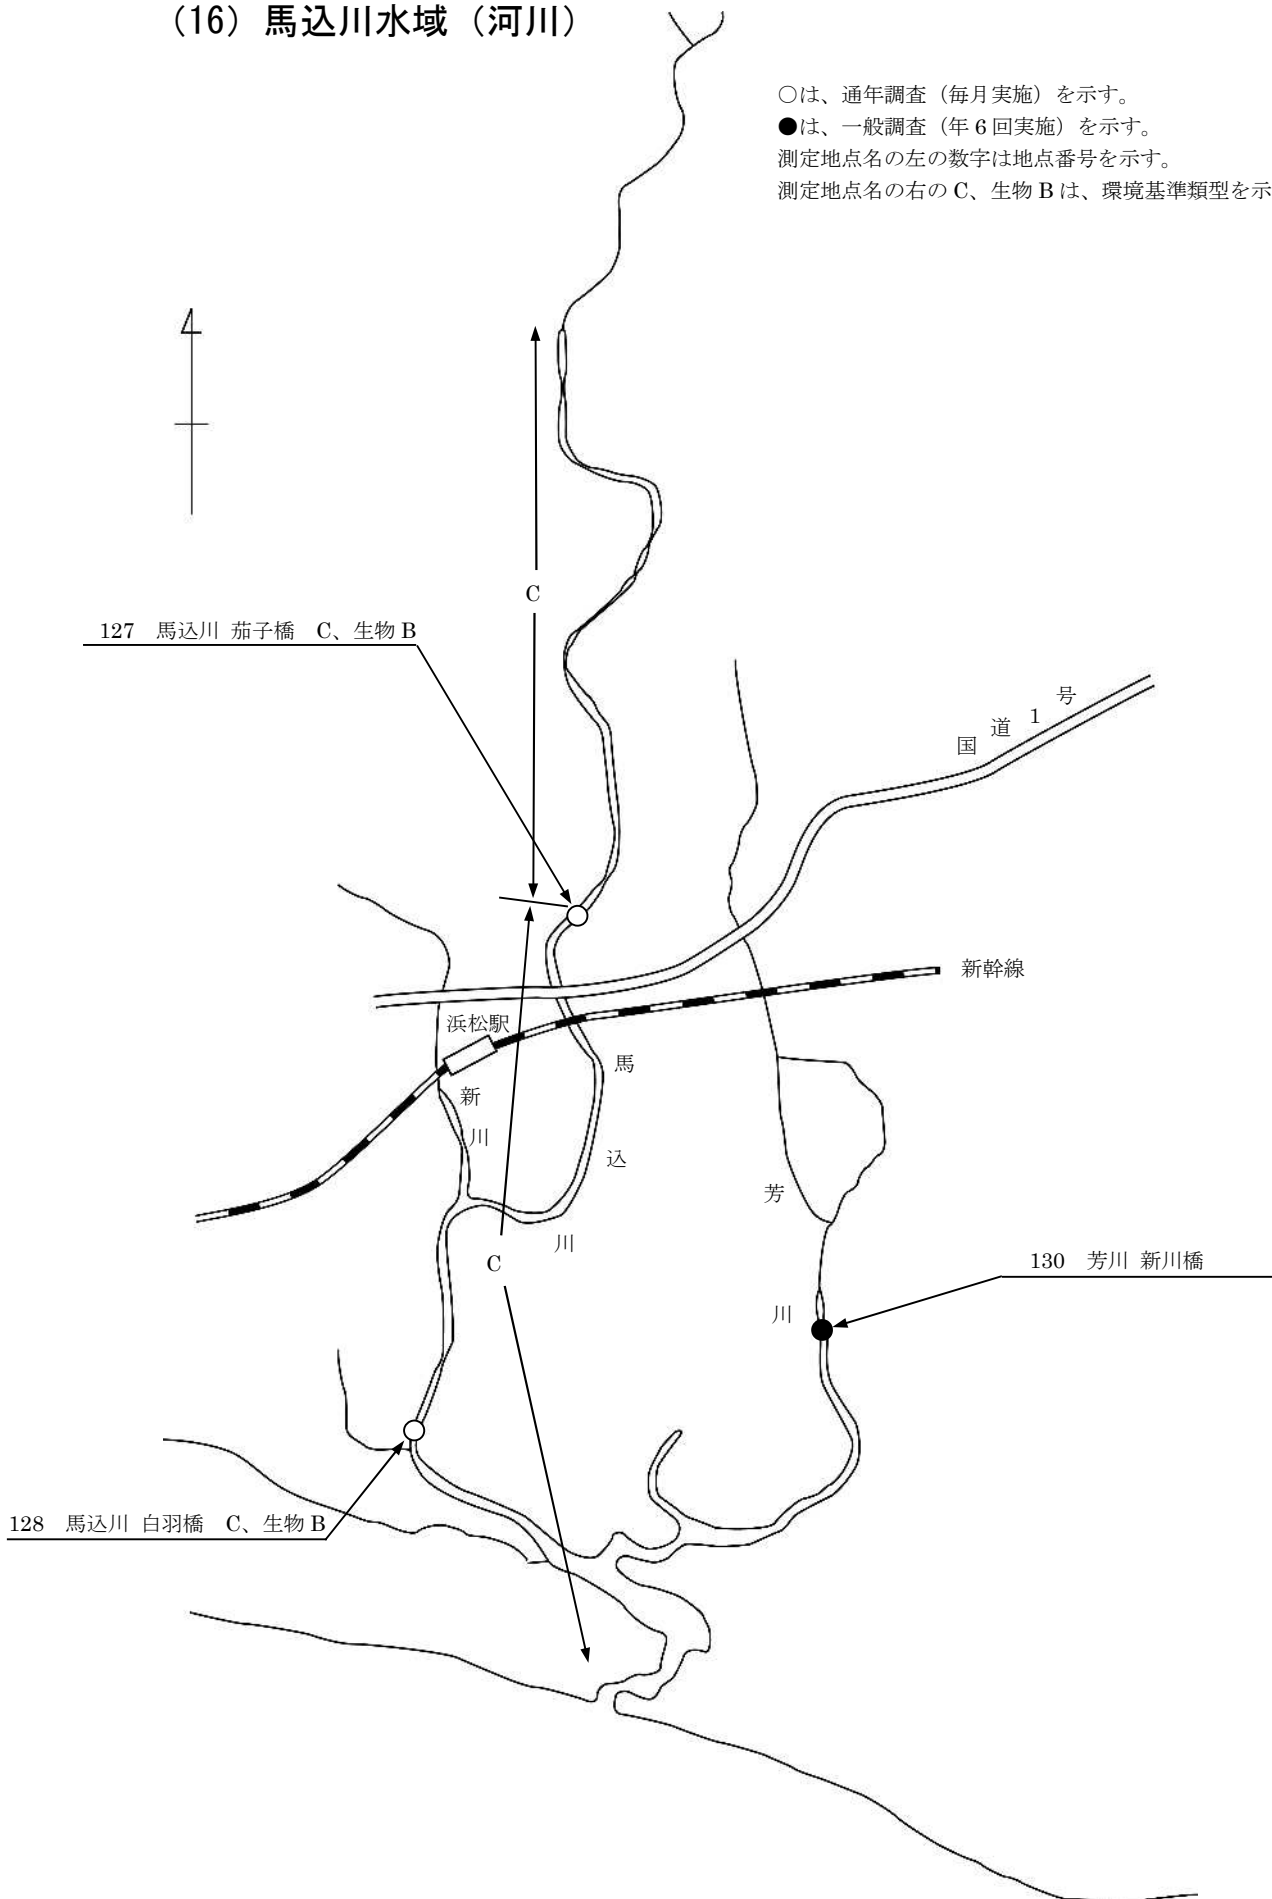 (16) 馬込川水域（河川）
○は、通年調査（毎月実施）を示す。
●は、一般調査（年 6 回実施）を示す。
測定地点名の左の数字は地点番号を示す。
測定地点名の右の C、生物 B は、環境基準類型を示
C
127 馬込川 茄子橋 C、生物 B
国道1号
新幹線
浜松駅
新川
馬込川
芳川
C
130 芳川 新川橋
128 馬込川 白羽橋 C、生物 B